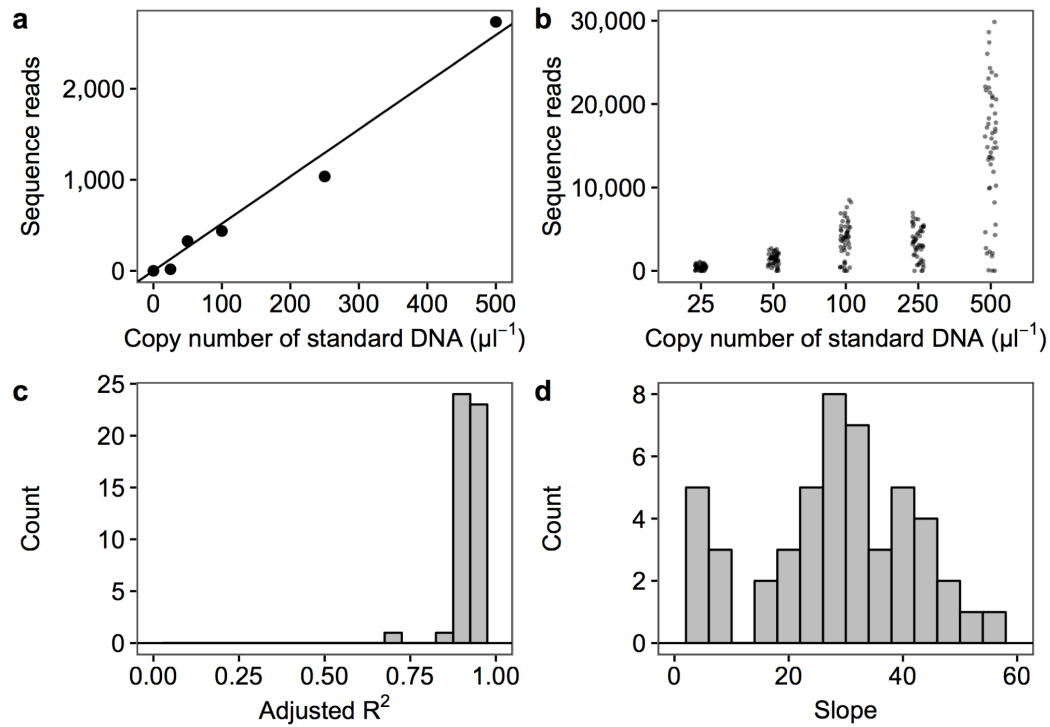 a
Sequence reads
2,000
1,000
0
0 100 200 300 400 500
Copy number of standard DNA (µl⁻¹)
b
Sequence reads
30,000
20,000
10,000
0
25 50 100 250 500
Copy number of standard DNA (µl⁻¹)
c
Count
25
20
15
10
5
0
0.00 0.25 0.50 0.75 1.00
Adjusted R²
d
Count
8
6
4
2
0
0 20 40 60
Slope